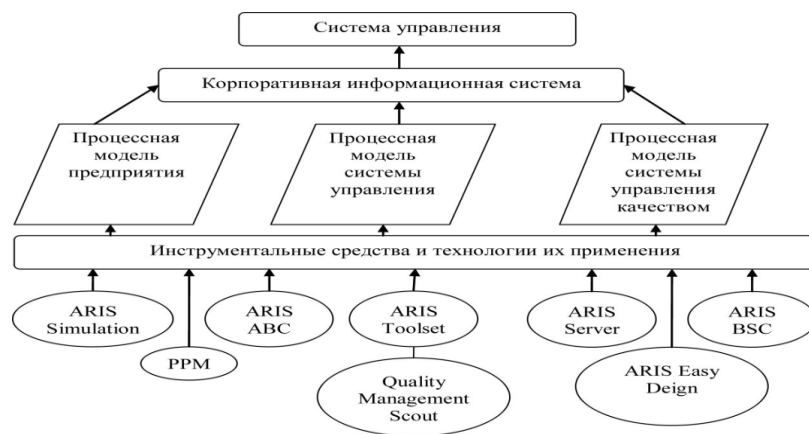 Система управления
Корпоративная информационная система
Процессная
модель
предприятия
Процессная
модель
системы
управления
Процессная
модель системы
управления
качеством
Инструментальные средства и технологии их применения
ARIS
Simulation
PPM
ARIS
ABC
ARIS
Toolset
Quality
Management
Scout
ARIS
Server
ARIS Easy
Deign
ARIS
BSC